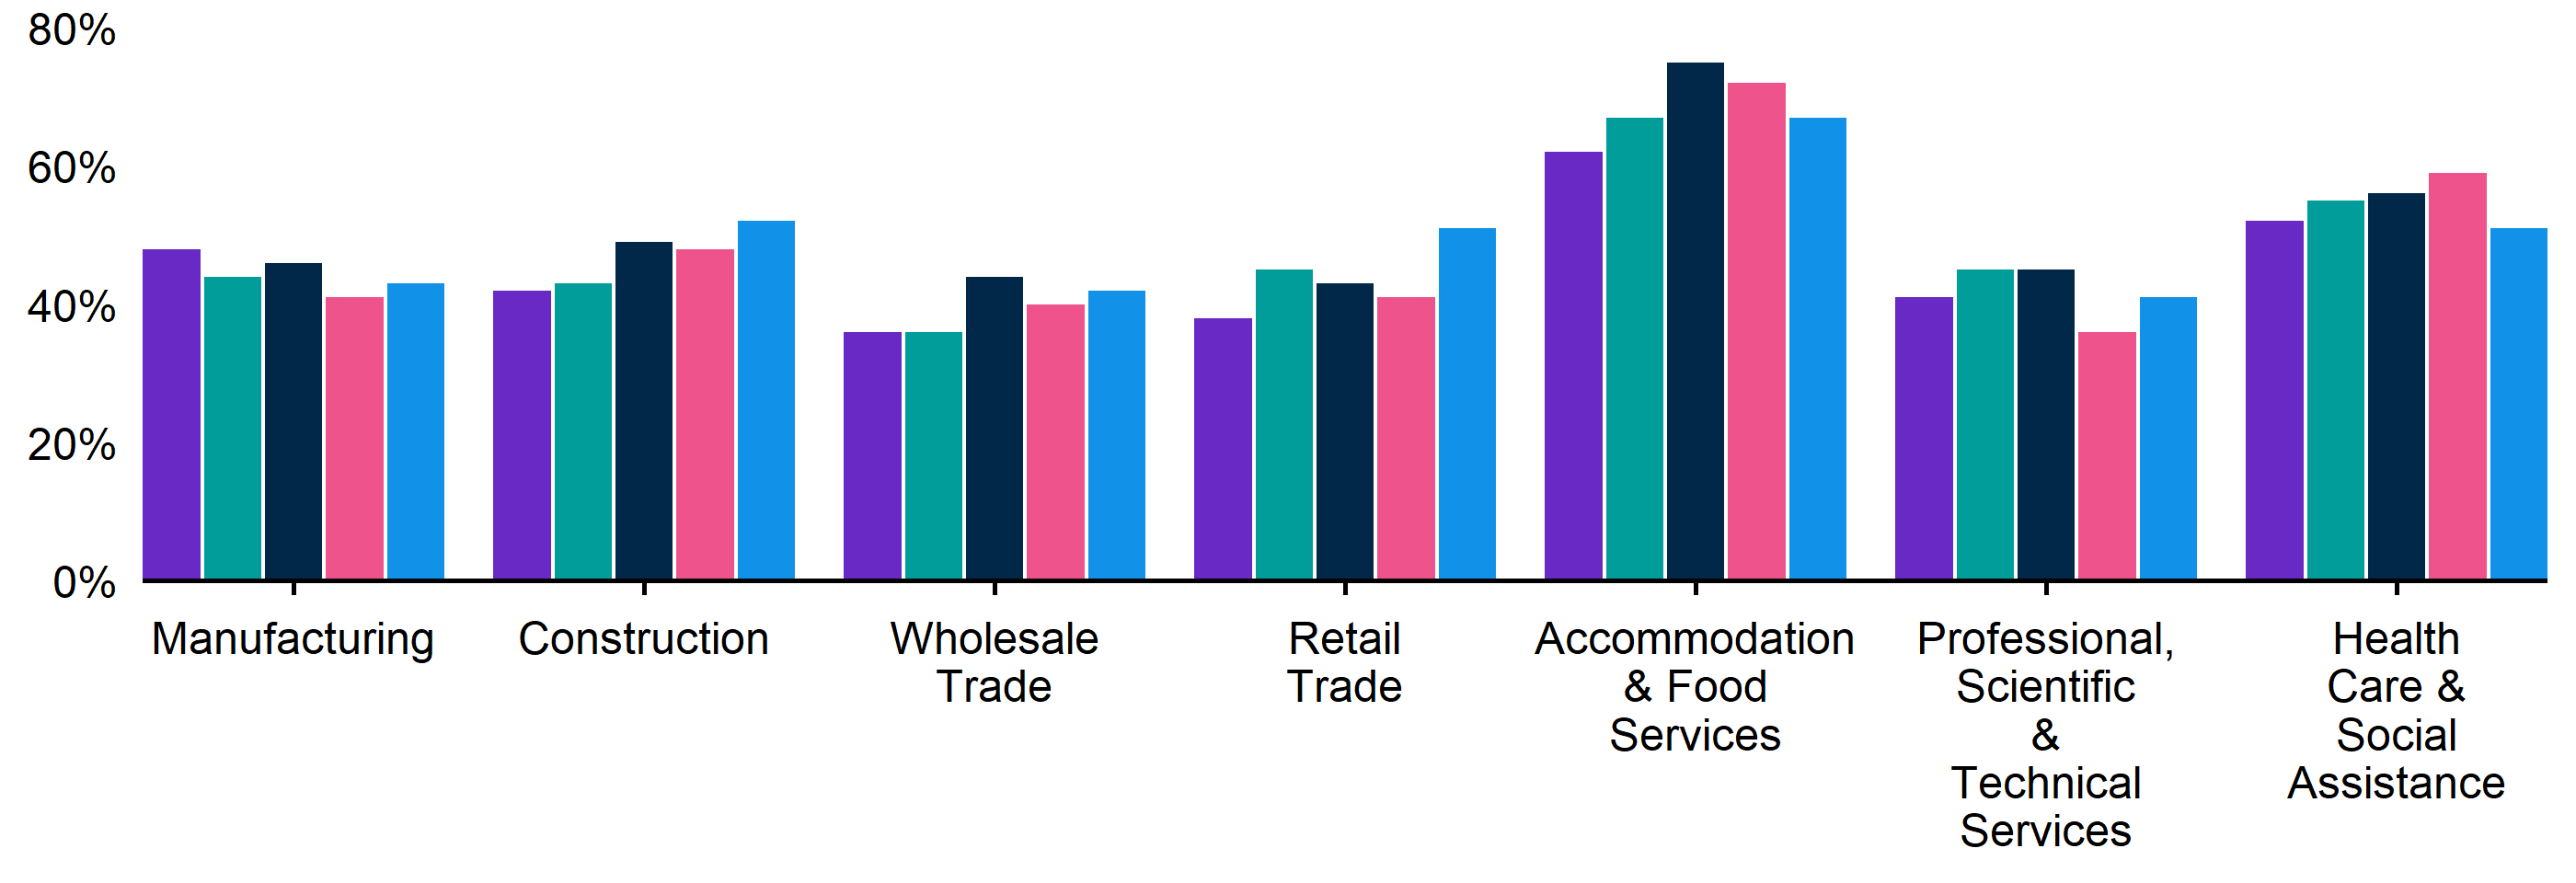 80%
60%
40%
20%
0%
Manufacturing
Construction
Wholesale
Trade
Retail
Trade
Accommodation
& Food
Services
Professional,
Scientific
&
Technical
Services
Health
Care &
Social
Assistance